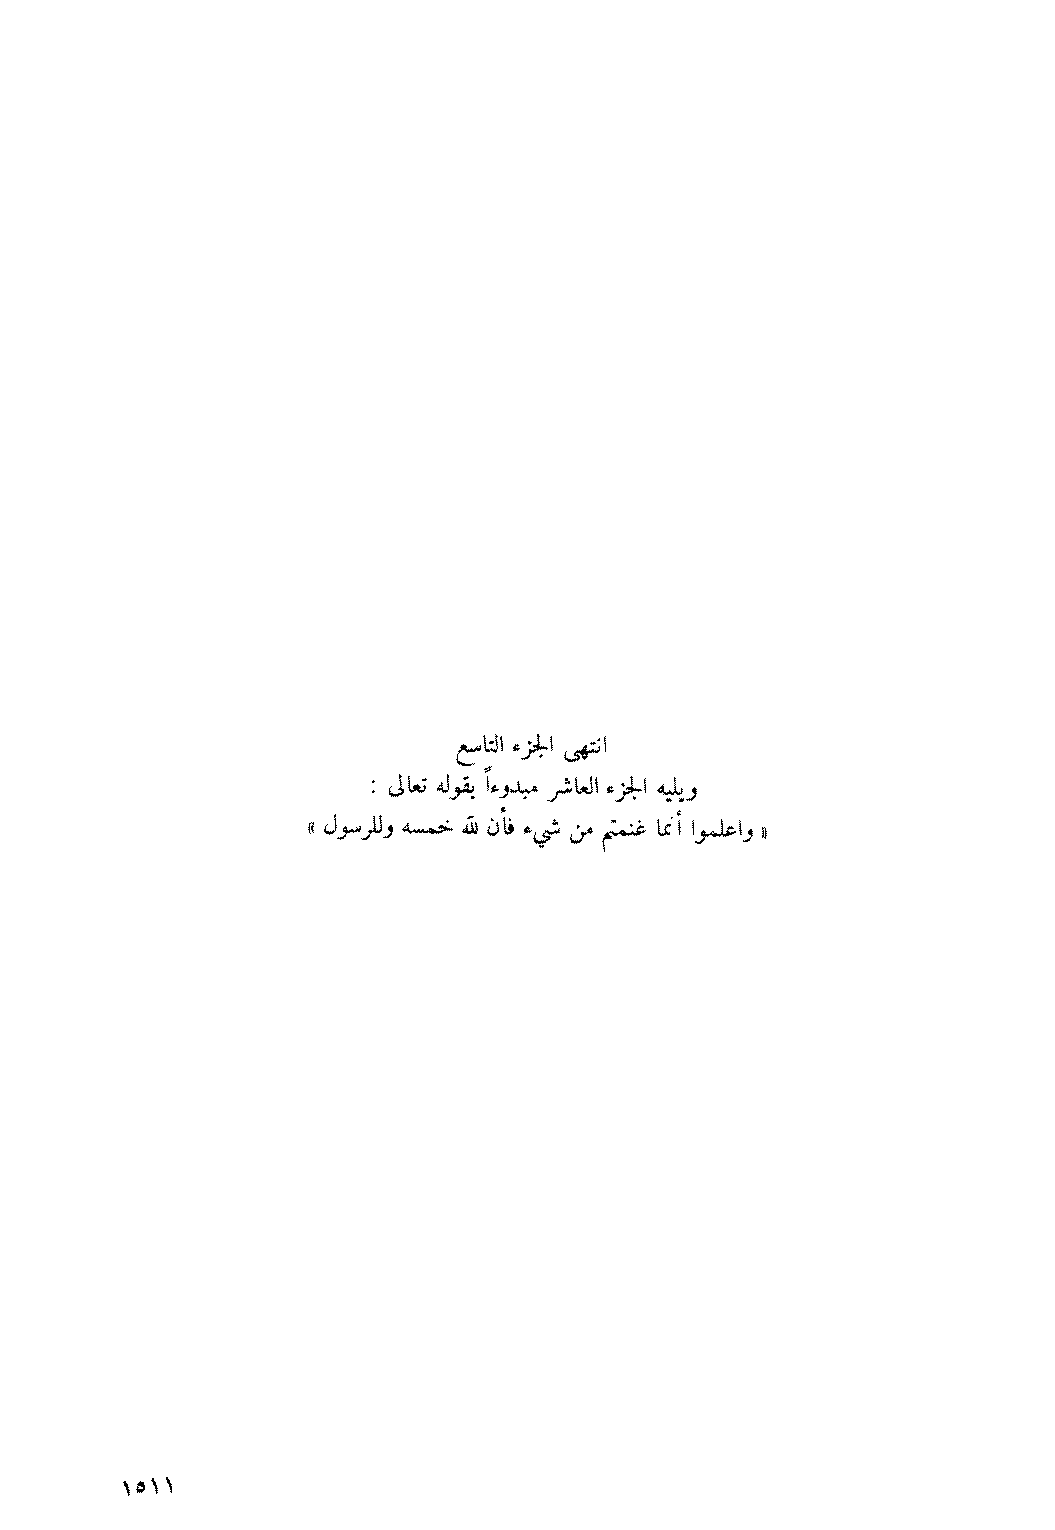 انتهى الجزء التاسع
ويليه الجزء العاشر مبدوءاً بقوله تعالى :
« واعلموا أنما غنمتم من شيء فأن لله خمسه وللرسول »
١٥١١